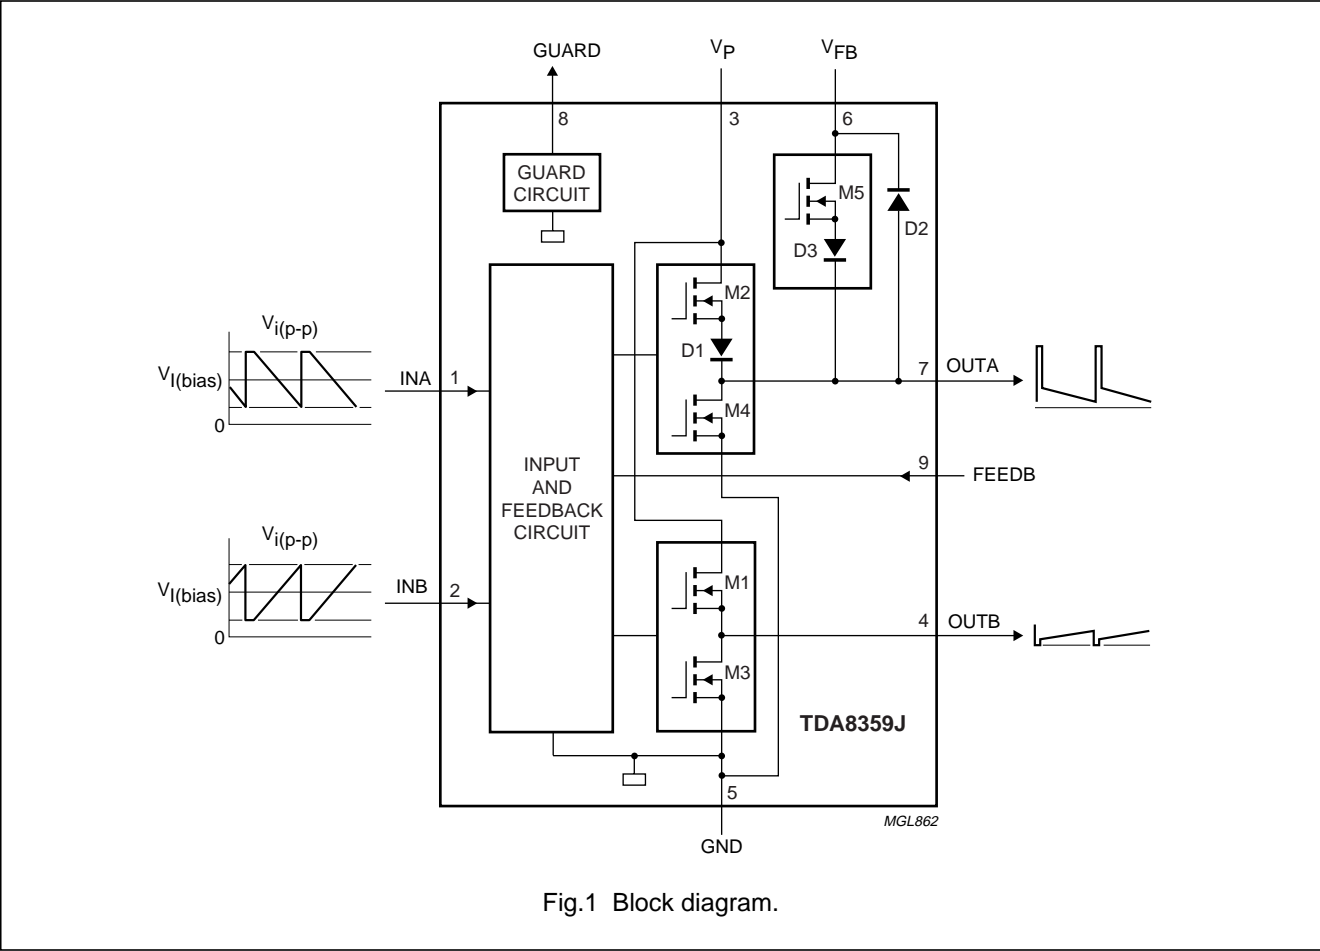 GUARD
VP
VFB
8
3
6
GUARD
CIRCUIT
M5
D3
D2
M2
D1
M4
Vi(p-p)
VI(bias)
0
INA
1
7
OUTA
INPUT
AND
FEEDBACK
CIRCUIT
9
FEEDB
Vi(p-p)
VI(bias)
0
INB
2
M1
4
OUTB
M3
TDA8359J
5
MGL862
GND
Fig.1 Block diagram.